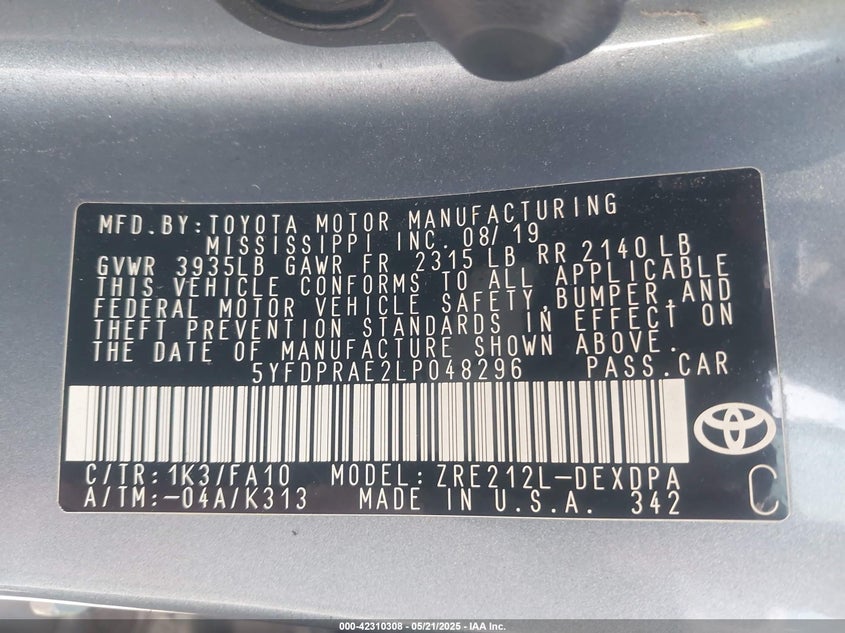 MFD.BY:TOYOTA MOTOR MANUFACTURING
MISSISSIPPI INC. 08/19
GVWR 3935LB GAWR FR 2315 LB RR 2140 LB
THIS VEHICLE CONFORMS TO ALL APPLICABLE
FEDERAL MOTOR VEHICLE SAFETY,BUMPER,AND
THEFT PREVENTION STANDARDS IN EFFECT ON
THE DATE OF MANUFACTURE SHOWN ABOVE.
5YFDPRAE2LP048296 PASS.CAR
C/TR:1K3/FA10 MODEL:ZRE212L-DEXDPA
A/TM:-04A/K313 MADE IN U.S.A. 342 C
000-42310308 - 05/21/2025 - IAA Inc.